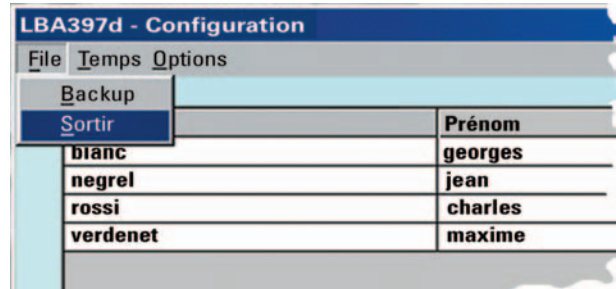 LBA397d - Configuration
File Temps Options
Backup
Sortir
Prénom
blanc georges
negrel jean
rossi charles
verdenet maxime